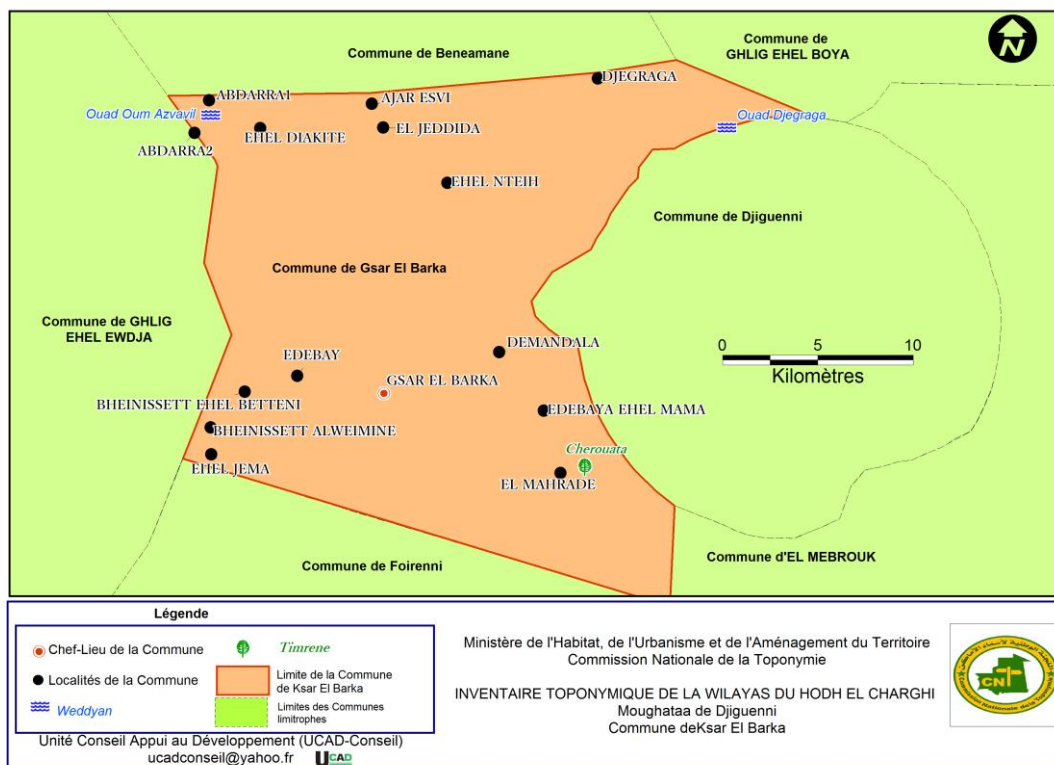 Commune de
GHLIG EHEL BOYA
Commune de Beneamane
N
DJEGRAGA
ABDARRA1
AJAR ESVI
Ouad Oum Azvavil
Ouad Djegraga
EHEL DIAKITE
EL JEDDIDA
ABDARRA2
EHEL NTEIH
Commune de Djiguenni
Commune de Gsar El Barka
Commune de GHLIG
EHEL EWDJA
DEMANDALA
0 5 10
Kilomètres
EDEBAY
GSAR EL BARKA
BHEINISSETT EHEL BETTENI
EDEBAYA EHEL MAMA
BHEINISSETT ALWEIMINE
Cherouata
EHEL JEMA
EL MAHRADE
Commune d'EL MEBROUK
Commune de Foirenni
Légende
Chef-Lieu de la Commune
Timrene
Localités de la Commune
Limite de la Commune
de Ksar El Barka
Weddyan
Limites des Communes
limitrophes
Unité Conseil Appui au Développement (UCAD-Conseil)
ucadconseil@yahoo.fr UCAD
Ministère de l'Habitat, de l'Urbanisme et de l'Aménagement du Territoire
Commission Nationale de la Toponymie
INVENTAIRE TOPONYMIQUE DE LA WILAYAS DU HODH EL CHARGHI
Moughataa de Djiguenni
Commune deKsar El Barka
CNT